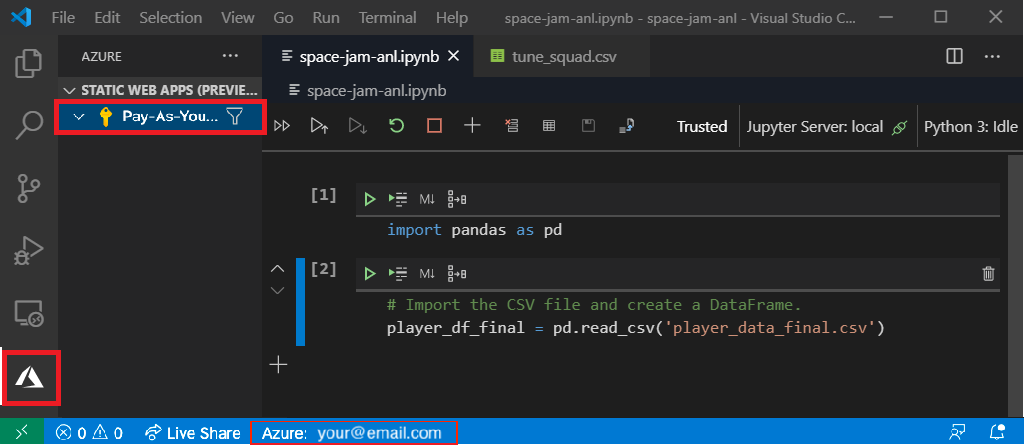 File Edit Selection View Go Run Terminal Help space-jam-anl.ipynb - space-jam-anl - Visual Studio C...
AZURE
STATIC WEB APPS (PREVIE...
Pay-As-You...
space-jam-anl.ipynb
tune_squad.csv
space-jam-anl.ipynb
Trusted
Jupyter Server: local
Python 3: Idle
[1]
M↓
import pandas as pd
[2]
M↓
# Import the CSV file and create a DataFrame.
player_df_final = pd.read_csv('player_data_final.csv')
0 0 Live Share Azure: your@email.com